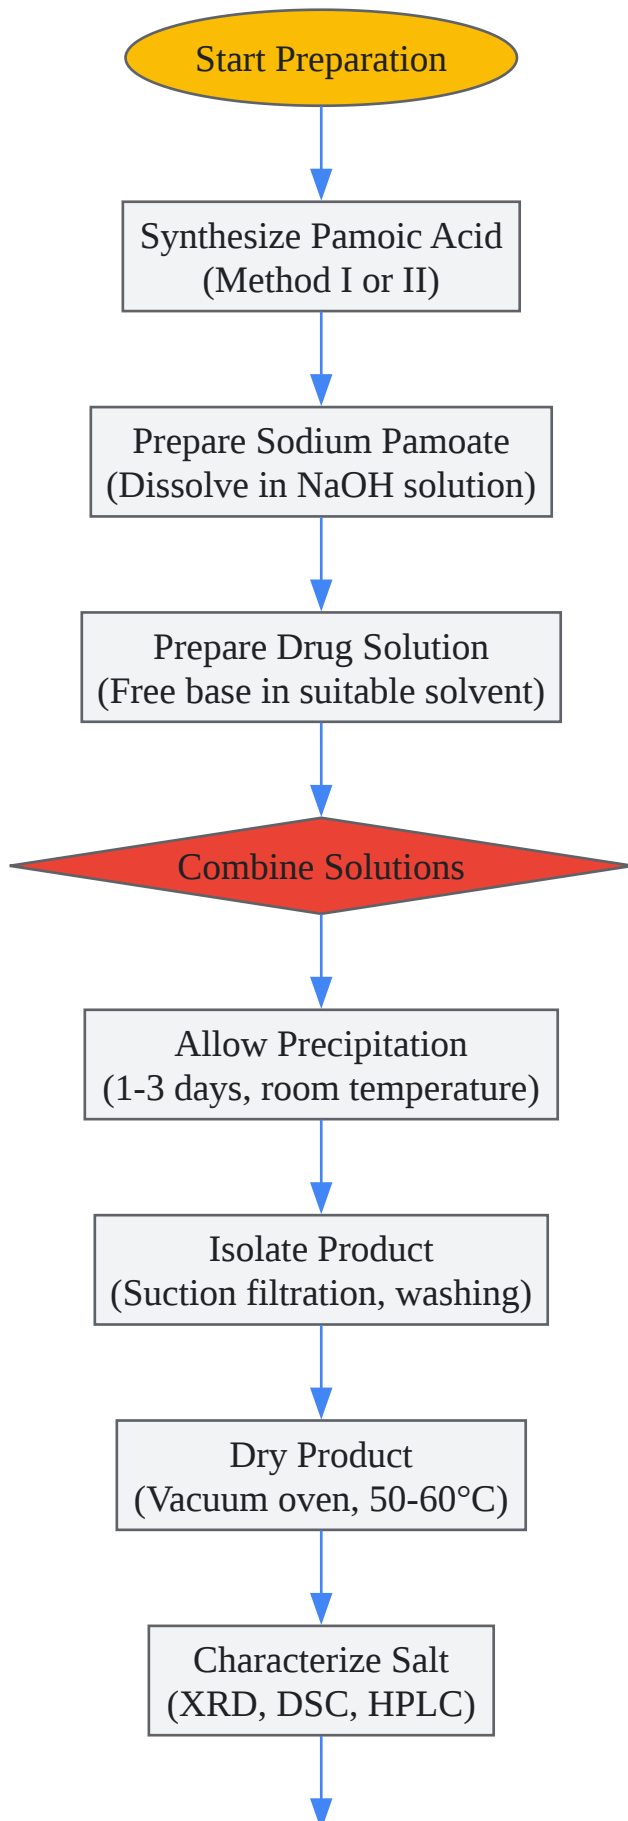 Start Preparation
Synthesize Pamoic Acid
(Method I or II)
Prepare Sodium Pamoate
(Dissolve in NaOH solution)
Prepare Drug Solution
(Free base in suitable solvent)
Combine Solutions
Allow Precipitation
(1-3 days, room temperature)
Isolate Product
(Suction filtration, washing)
Dry Product
(Vacuum oven, 50-60°C)
Characterize Salt
(XRD, DSC, HPLC)